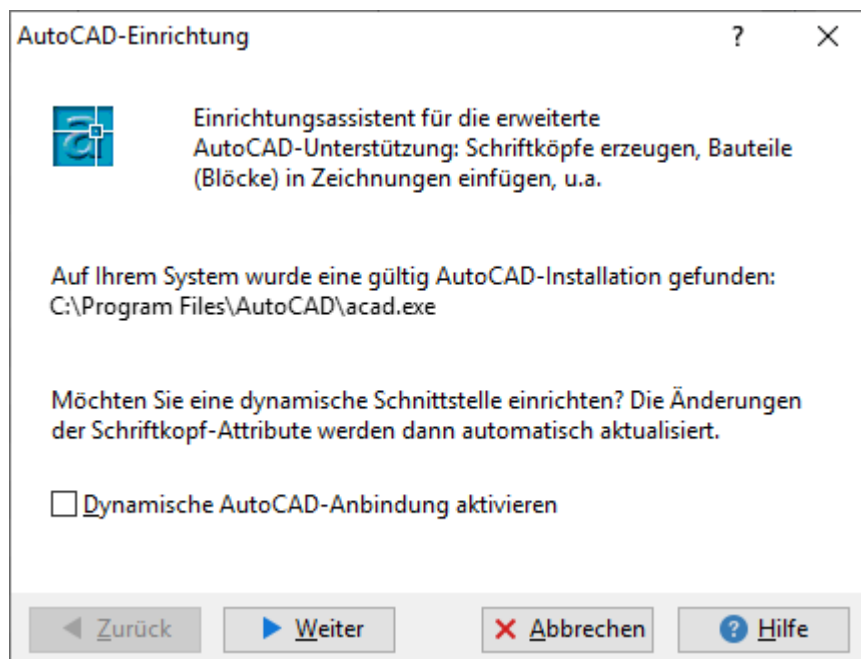 AutoCAD-Einrichtung
?
Einrichtungsassistent für die erweiterte
AutoCAD-Unterstützung: Schriftköpfe erzeugen, Bauteile
(Blöcke) in Zeichnungen einfügen, u.a.
Auf Ihrem System wurde eine gültig AutoCAD-Installation gefunden:
C:\Program Files\AutoCAD\acad.exe
Möchten Sie eine dynamische Schnittstelle einrichten? Die Änderungen
der Schriftkopf-Attribute werden dann automatisch aktualisiert.
Dynamische AutoCAD-Anbindung aktivieren
Zurück Weiter Abbrechen ? Hilfe